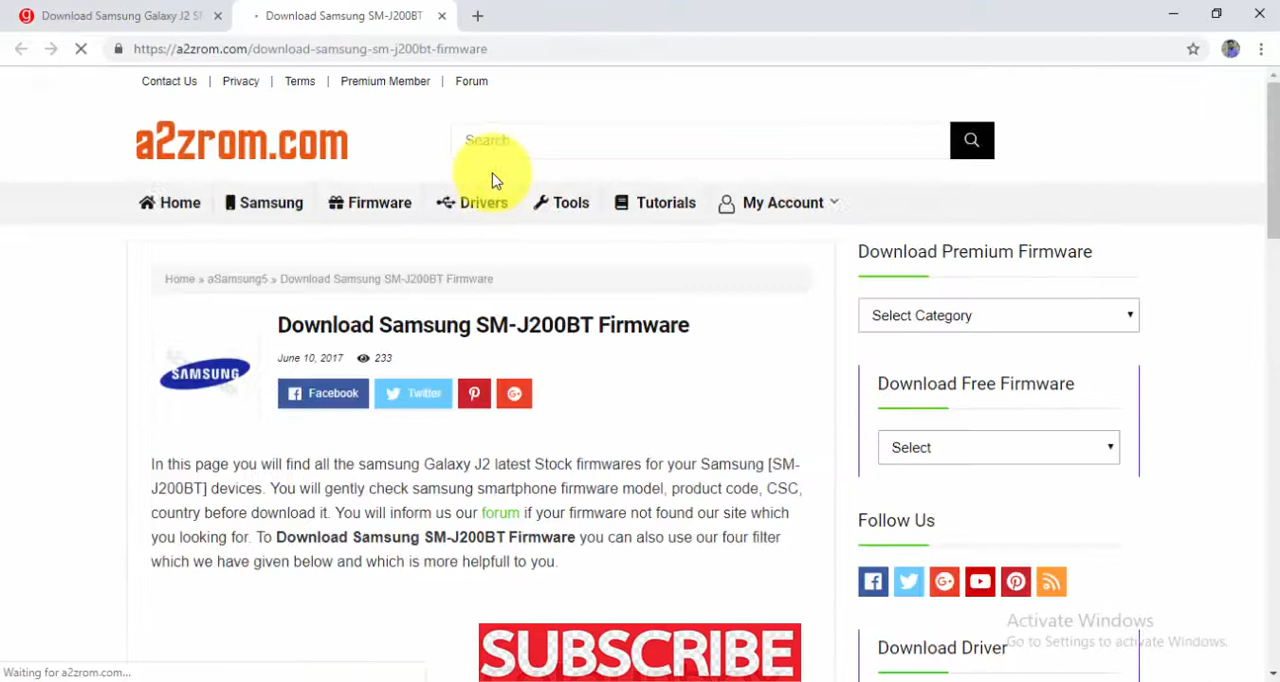 Download Samsung Galaxy J2 SM
Download Samsung SM-J200BT
https://a2zrom.com/download-samsung-sm-j200bt-firmware
Contact Us | Privacy | Terms | Premium Member | Forum
a2zrom.com
Search
Home Samsung Firmware Drivers Tools Tutorials My Account
Home » aSamsung5 » Download Samsung SM-J200BT Firmware
SAMSUNG
Download Samsung SM-J200BT Firmware
June 10, 2017 233
Facebook Twitter
In this page you will find all the samsung Galaxy J2 latest Stock firmwares for your Samsung [SM-
J200BT] devices. You will gently check samsung smartphone firmware model, product code, CSC,
country before download it. You will inform us our forum if your firmware not found our site which
you looking for. To Download Samsung SM-J200BT Firmware you can also use our four filter
which we have given below and which is more helpfull to you.
SUBSCRIBE
Download Premium Firmware
Select Category
Download Free Firmware
Select
Follow Us
Download Driver
Activate Windows
Go to Settings to activate Windows.
Waiting for a2zrom.com...